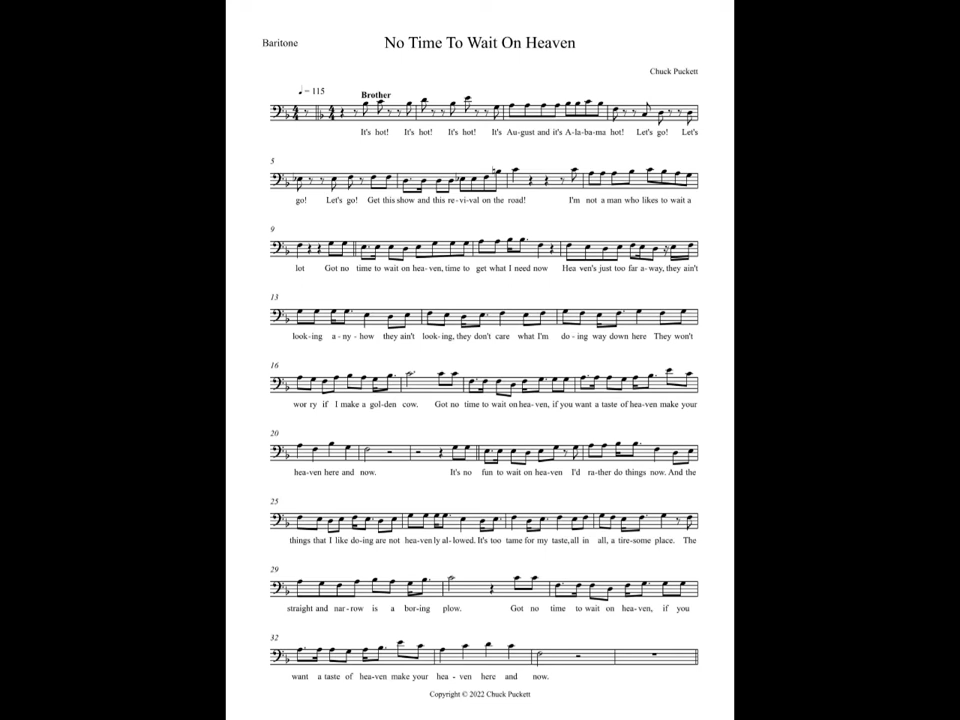 Baritone
No Time To Wait On Heaven
Chuck Puckett
♩ = 115
Brother
It's hot! It's hot! It's hot! It's Au-gust and it's A-la-ba-ma hot! Let's go! Let's
5
go! Let's go! Get this show and this re-vi-val on the road! I'm not a man who likes to wait a
9
lot Got no time to wait on hea-ven, time to get what I need now Hea ven's just too far a-way, they ain't
13
look-ing a-ny-how they ain't look-ing, they don't care what I'm do-ing way down here They won't
16
wor ry if I make a gol-den cow. Got no time to wait on hea-ven, if you want a taste of hea-ven make your
20
hea-ven here and now. It's no fun to wait on hea-ven I'd ra-ther do things now. And the
25
things that I like do-ing are not hea-ven ly al-lowed. It's too tame for my taste, all in all, a tire-some place. The
29
straight and nar-row is a bor-ing plow. Got no time to wait on hea-ven, if you
32
want a taste of hea-ven make your hea-ven here and now.
Copyright © 2022 Chuck Puckett